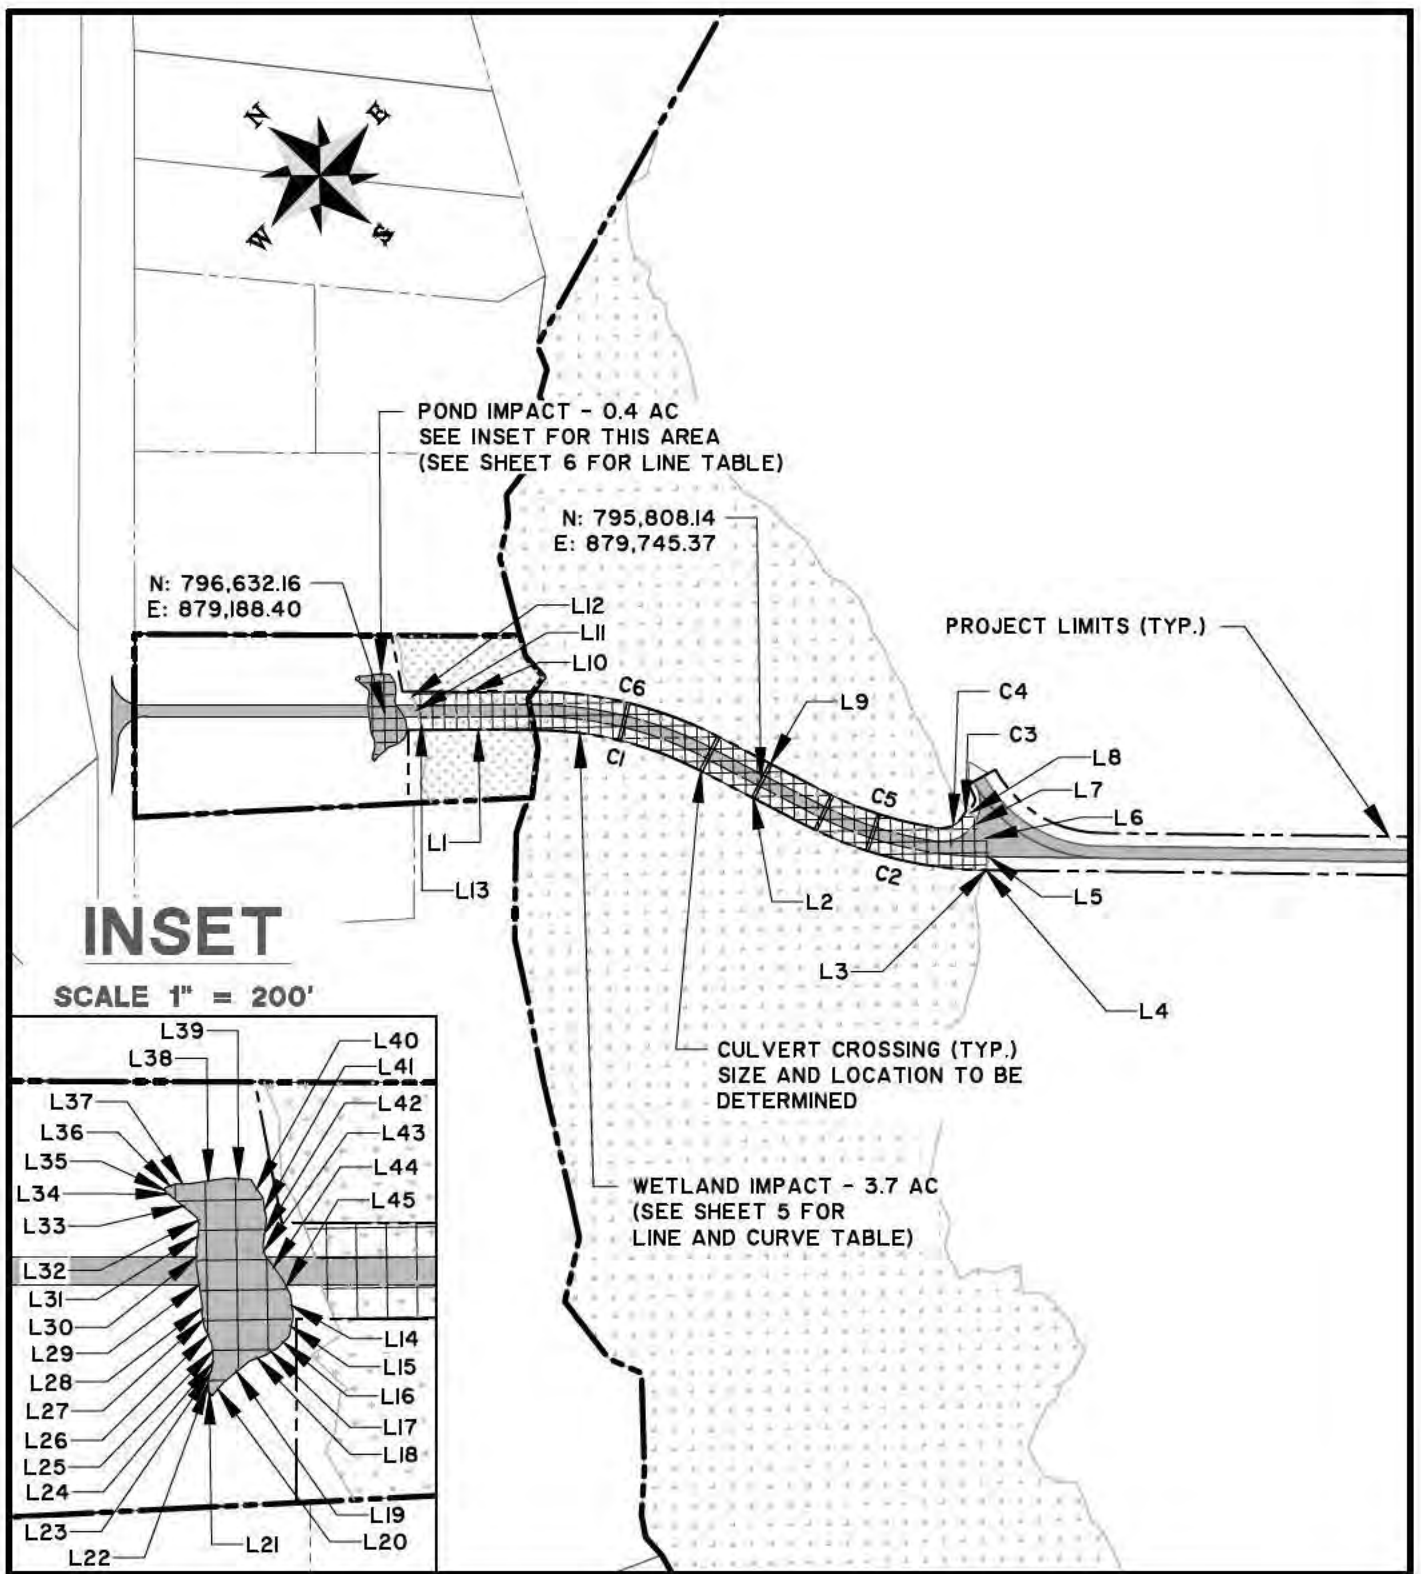 N
E
W
S
POND IMPACT - 0.4 AC
SEE INSET FOR THIS AREA
(SEE SHEET 6 FOR LINE TABLE)
N: 795,808.14
E: 879,745.37
N: 796,632.16
E: 879,188.40
L12
L11
L10
PROJECT LIMITS (TYP.)
C6
L9
C4
C3
C1
L8
L7
C5
L6
L1
C2
L13
L2
L5
L3
L4
INSET
SCALE 1" = 200'
CULVERT CROSSING (TYP.)
SIZE AND LOCATION TO BE
DETERMINED
WETLAND IMPACT - 3.7 AC
(SEE SHEET 5 FOR
LINE AND CURVE TABLE)
L39
L38
L40
L41
L37
L42
L36
L43
L35
L44
L34
L45
L33
L32
L31
L30
L14
L29
L15
L28
L16
L27
L17
L26
L18
L25
L24
L19
L23
L20
L22
L21